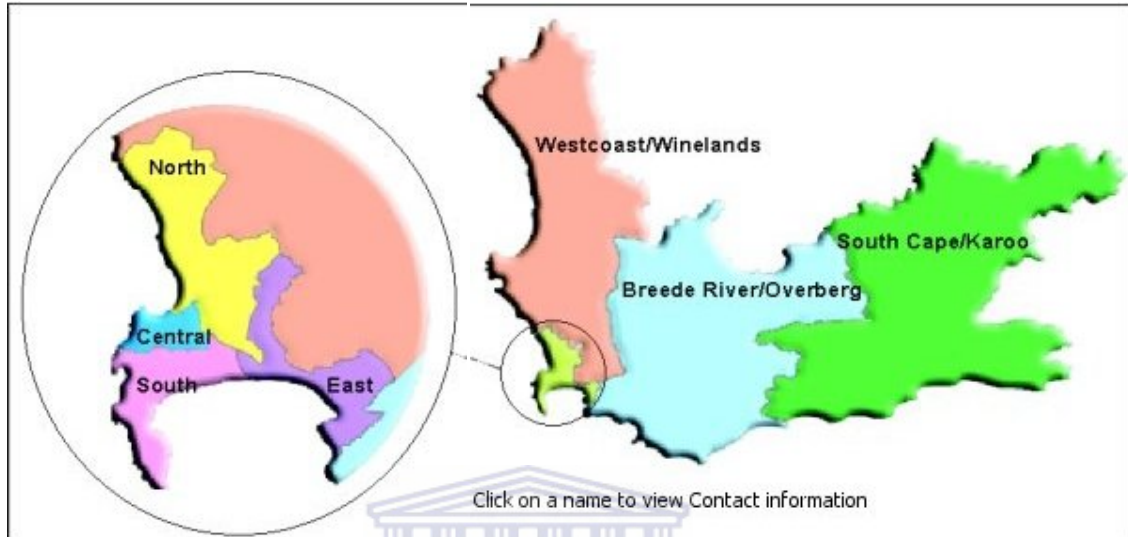 North
Central
South
East
Westcoast/Winelands
Breede River/Overberg
South Cape/Karoo
Click on a name to view Contact information